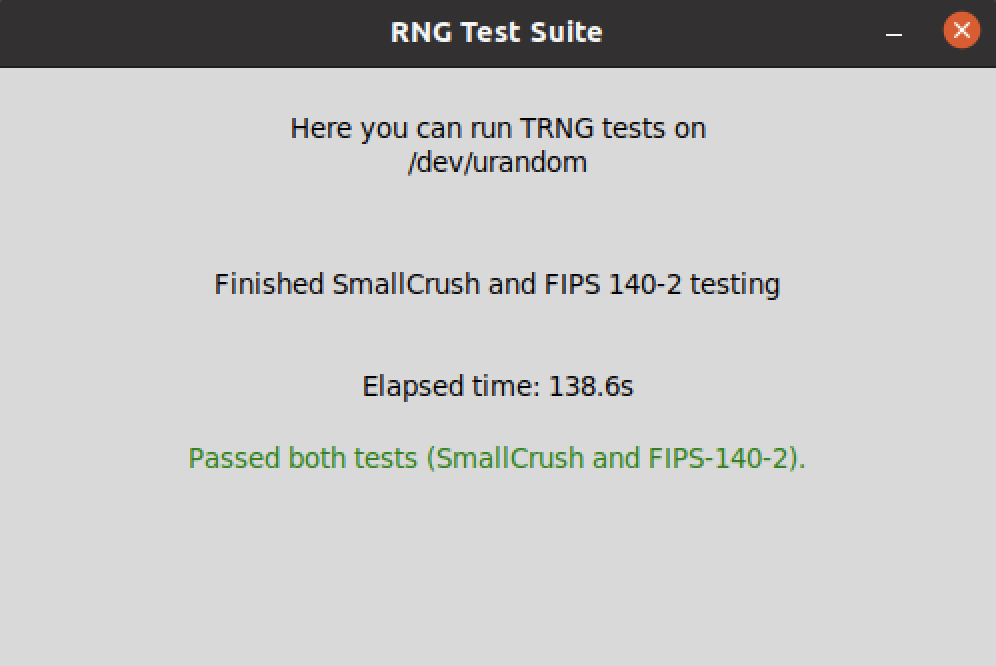 RNG Test Suite
Here you can run TRNG tests on
/dev/urandom
Finished SmallCrush and FIPS 140-2 testing
Elapsed time: 138.6s
Passed both tests (SmallCrush and FIPS-140-2).